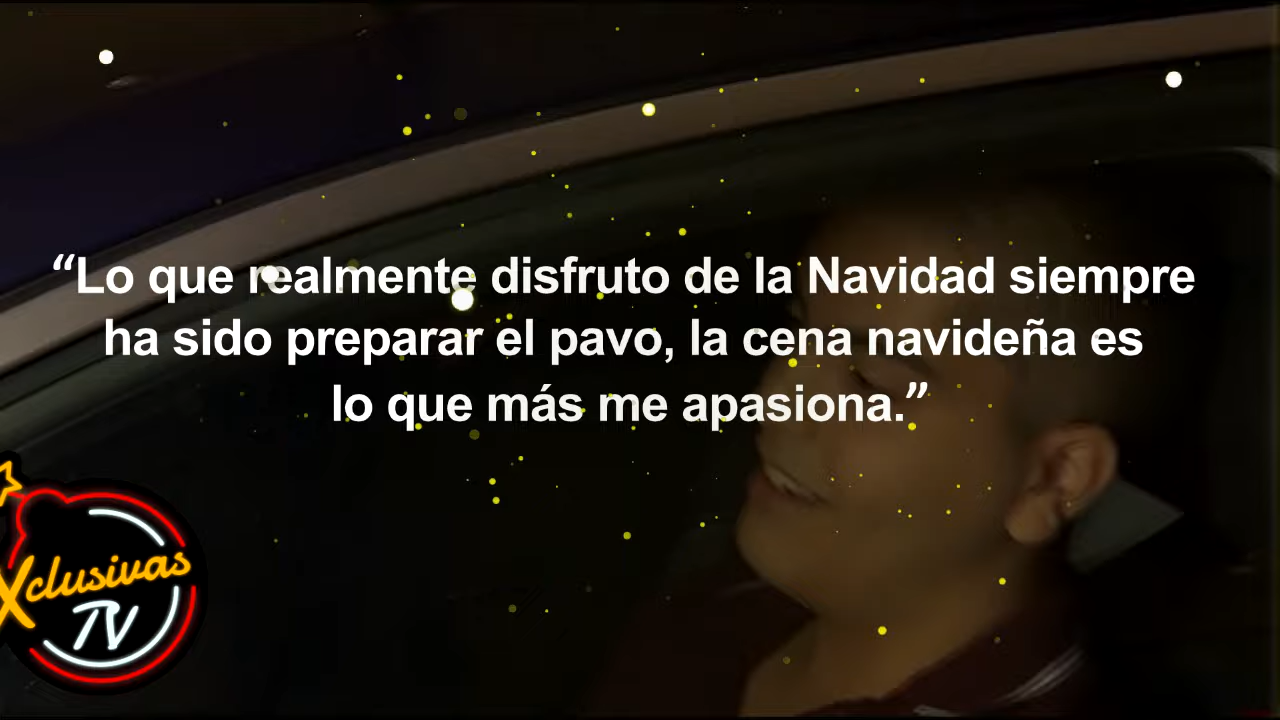 “Lo que realmente disfruto de la Navidad siempre
ha sido preparar el pavo, la cena navideña es
lo que más me apasiona.”
Xclusivas
TV